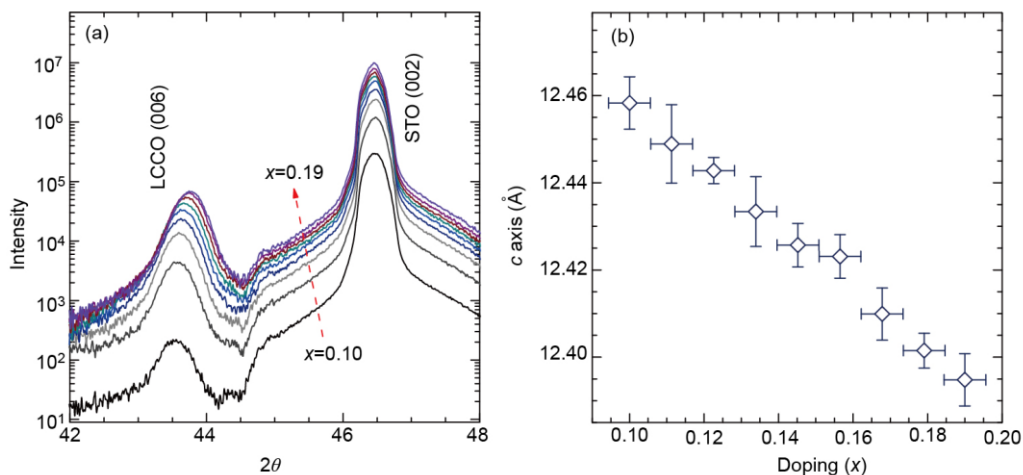 (a)
10⁷
10⁶
10⁵
10⁴
10³
10²
10¹
Intensity
LCCO (006)
STO (002)
x=0.19
x=0.10
42
44
46
48
2θ
(b)
12.46
12.44
12.42
12.40
c axis (Å)
0.10
0.12
0.14
0.16
0.18
0.20
Doping (x)